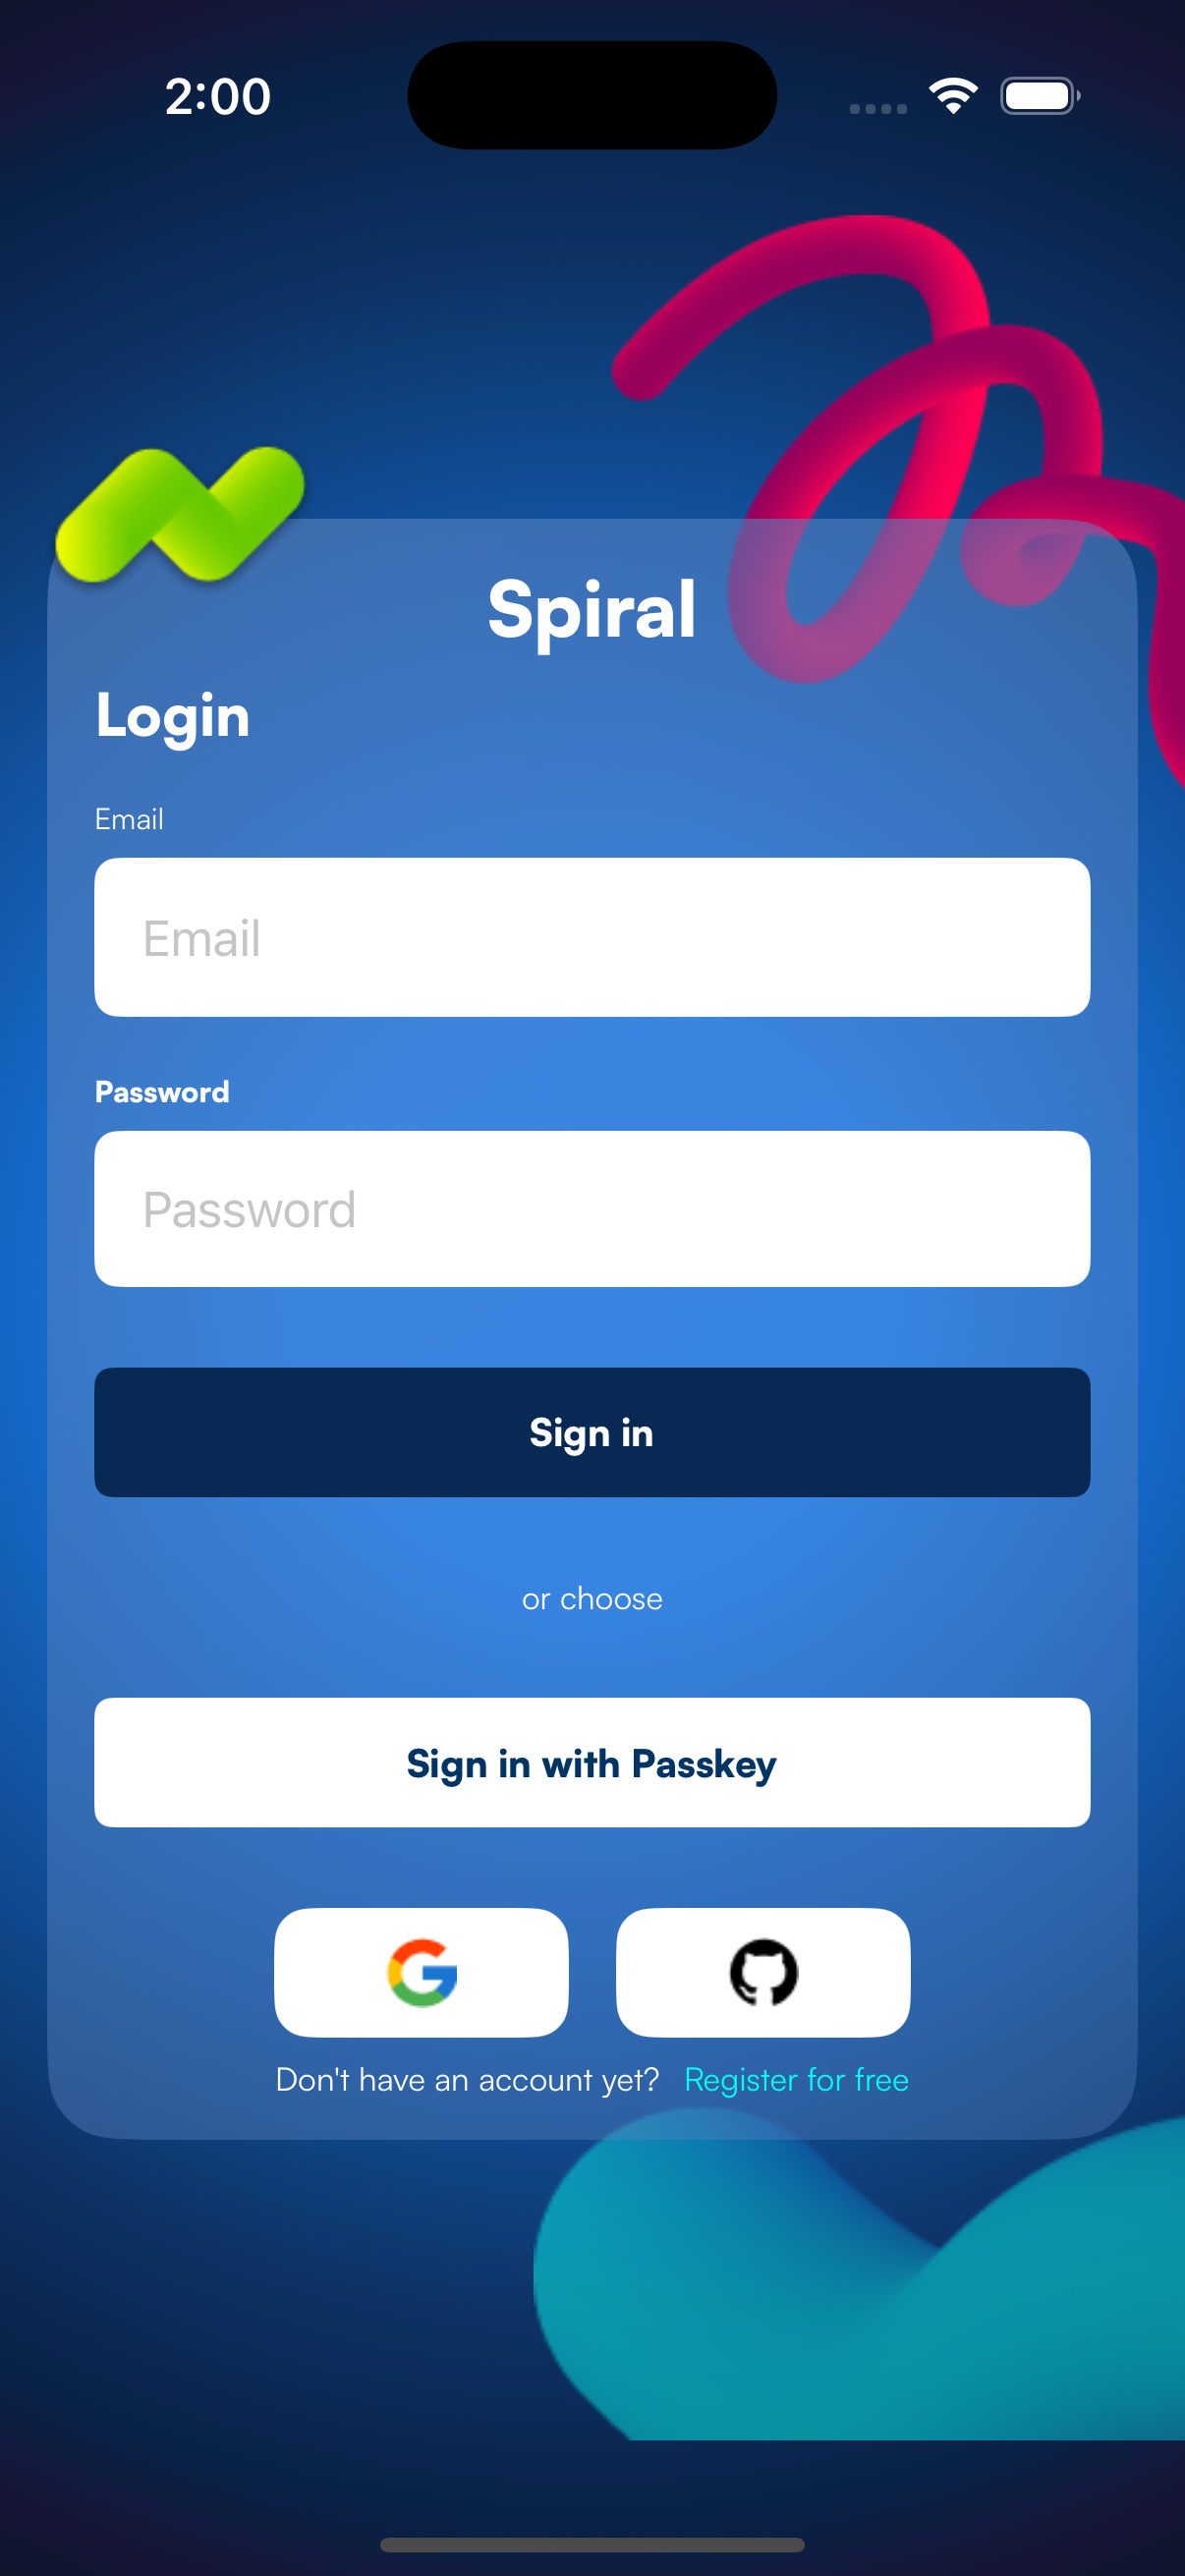 2:00
Spiral
Login
Email
Email
Password
Password
Sign in
or choose
Sign in with Passkey
Don't have an account yet? Register for free